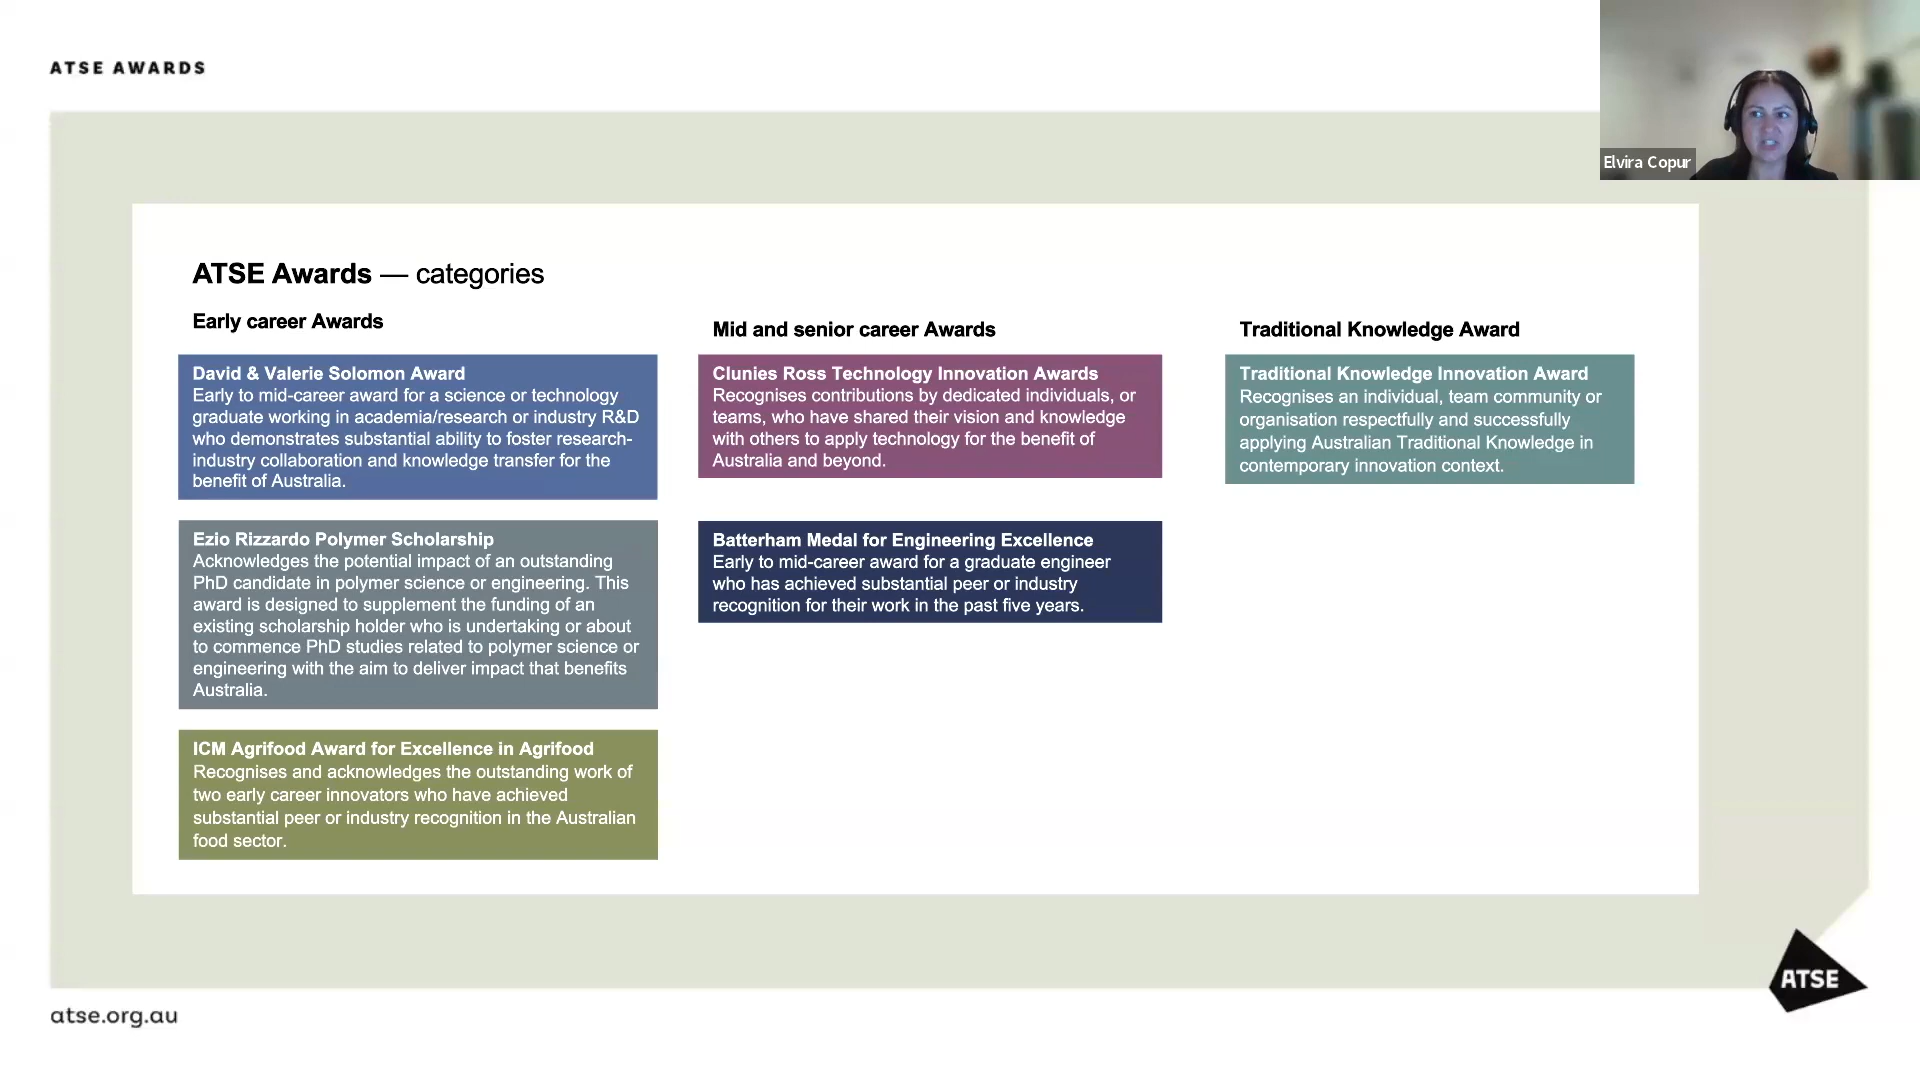 ATSE AWARDS
Elvira Copur
ATSE Awards — categories
Early career Awards
David & Valerie Solomon Award
Early to mid-career award for a science or technology
graduate working in academia/research or industry R&D
who demonstrates substantial ability to foster research-
industry collaboration and knowledge transfer for the
benefit of Australia.
Ezio Rizzardo Polymer Scholarship
Acknowledges the potential impact of an outstanding
PhD candidate in polymer science or engineering. This
award is designed to supplement the funding of an
existing scholarship holder who is undertaking or about
to commence PhD studies related to polymer science or
engineering with the aim to deliver impact that benefits
Australia.
ICM Agrifood Award for Excellence in Agrifood
Recognises and acknowledges the outstanding work of
two early career innovators who have achieved
substantial peer or industry recognition in the Australian
food sector.
Mid and senior career Awards
Clunies Ross Technology Innovation Awards
Recognises contributions by dedicated individuals, or
teams, who have shared their vision and knowledge
with others to apply technology for the benefit of
Australia and beyond.
Batterham Medal for Engineering Excellence
Early to mid-career award for a graduate engineer
who has achieved substantial peer or industry
recognition for their work in the past five years.
Traditional Knowledge Award
Traditional Knowledge Innovation Award
Recognises an individual, team community or
organisation respectfully and successfully
applying Australian Traditional Knowledge in
contemporary innovation context.
ATSE
atse.org.au